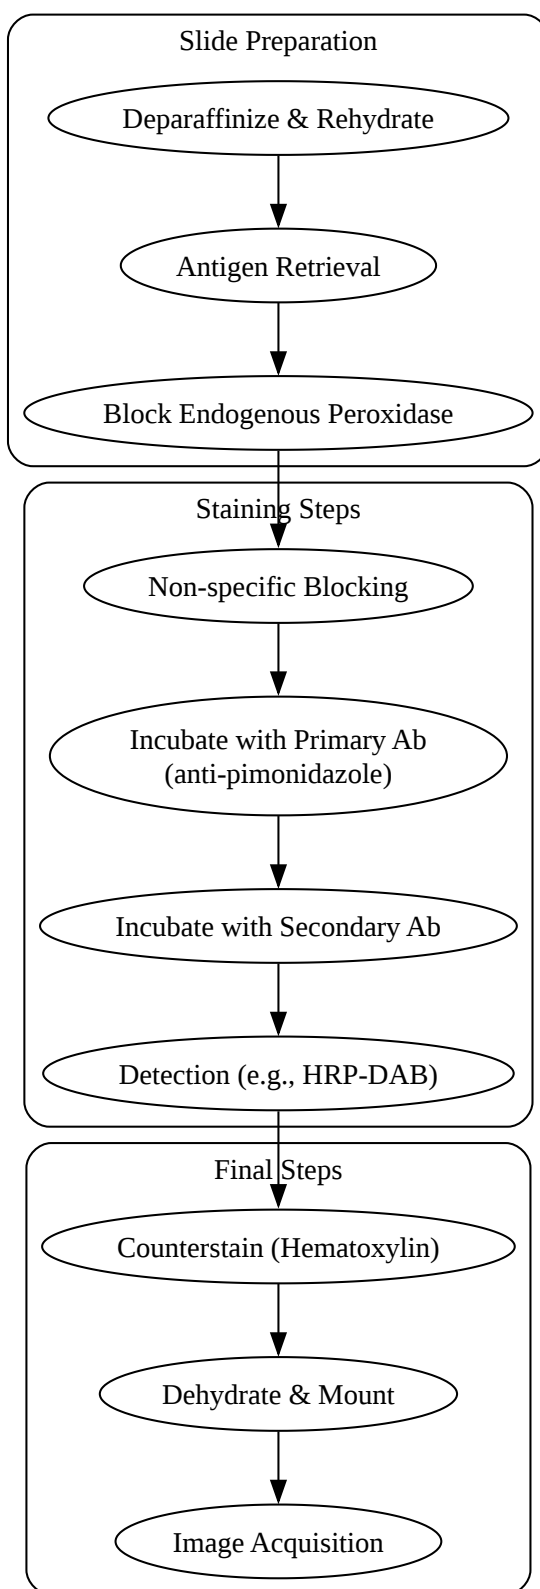 Slide Preparation
Deparaffinize & Rehydrate
Antigen Retrieval
Block Endogenous Peroxidase
Staining Steps
Non-specific Blocking
Incubate with Primary Ab
(anti-pimonidazole)
Incubate with Secondary Ab
Detection (e.g., HRP-DAB)
Final Steps
Counterstain (Hematoxylin)
Dehydrate & Mount
Image Acquisition